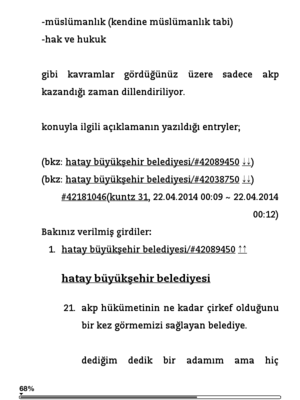 -müslümanlık (kendine müslümanlık tabi)
-hak ve hukuk
gibi kavramlar gördüğünüz üzere sadece akp
kazandığı zaman dillendiriliyor.
konuyla ilgili açıklamanın yazıldığı entryler;
(bkz: hatay büyükşehir belediyesi/#42089450 ↓↓)
(bkz: hatay büyükşehir belediyesi/#42038750 ↓↓)
#42181046(kuntz 31, 22.04.2014 00:09 ~ 22.04.2014
00:12)
Bakınız verilmiş girdiler:
1. hatay büyükşehir belediyesi/#42089450 ↑↑
hatay büyükşehir belediyesi
21. akp hükümetinin ne kadar çirkef olduğunu
bir kez görmemizi sağlayan belediye.
dediğim dedik bir adamım ama hiç
68%